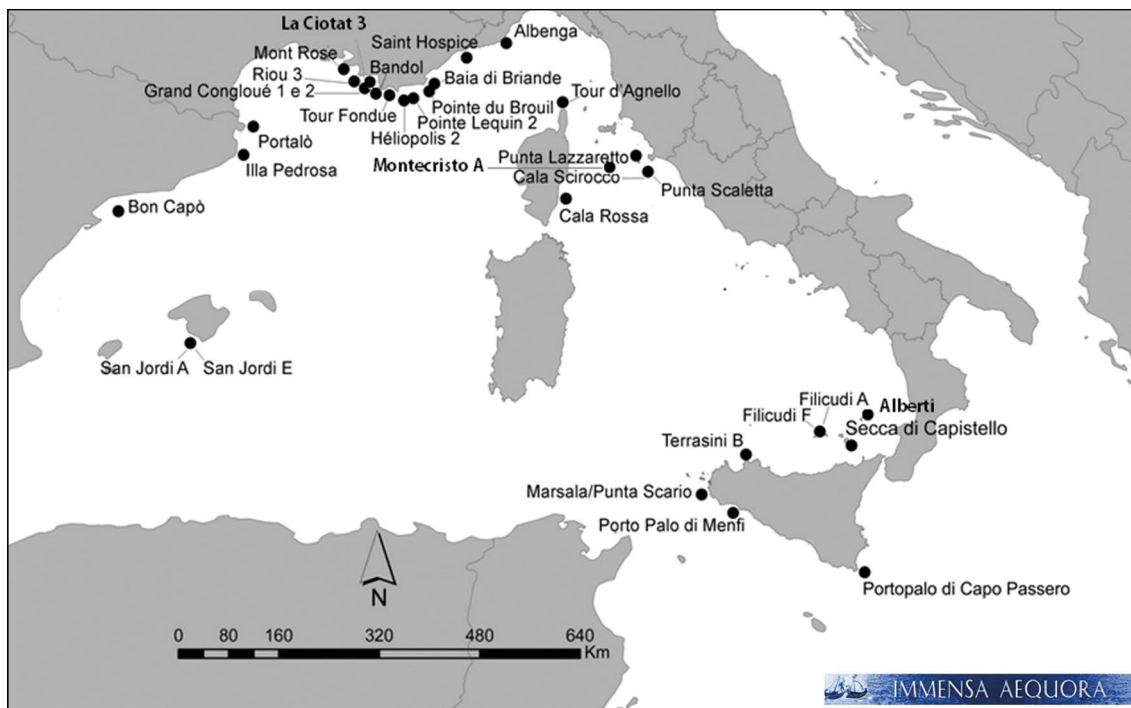 La Ciotat 3
Albenga
Saint Hospice
Mont Rose
Bandol
Riou 3
Baia di Briande
Grand Congloué 1 e 2
Tour d'Agnello
Pointe du Brouil
Tour Fondue
Pointe Lequin 2
Héliopolis 2
Portalò
Punta Lazzaretto
Montecristo A
Illa Pedrosa
Cala Scirocco
Punta Scaletta
Bon Capò
Cala Rossa
San Jordi A
San Jordi E
Filicudi A
Alberti
Filicudi F
Secca di Capistello
Terrasini B
Marsala/Punta Scario
Porto Palo di Menfi
Portopalo di Capo Passero
N
0 80 160 320 480 640
Km
IMMENSA AEQUORA